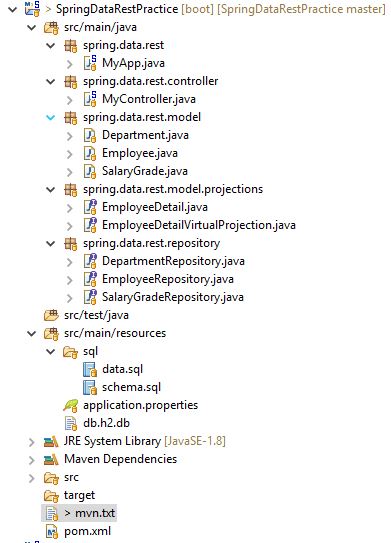 > SpringDataRestPractice [boot] [SpringDataRestPractice master]
src/main/java
spring.data.rest
MyApp.java
spring.data.rest.controller
MyController.java
spring.data.rest.model
Department.java
Employee.java
SalaryGrade.java
spring.data.rest.model.projections
EmployeeDetail.java
EmployeeDetailVirtualProjection.java
spring.data.rest.repository
DepartmentRepository.java
EmployeeRepository.java
SalaryGradeRepository.java
src/test/java
src/main/resources
sql
data.sql
schema.sql
application.properties
db.h2.db
JRE System Library [JavaSE-1.8]
Maven Dependencies
src
target
> mvn.txt
pom.xml